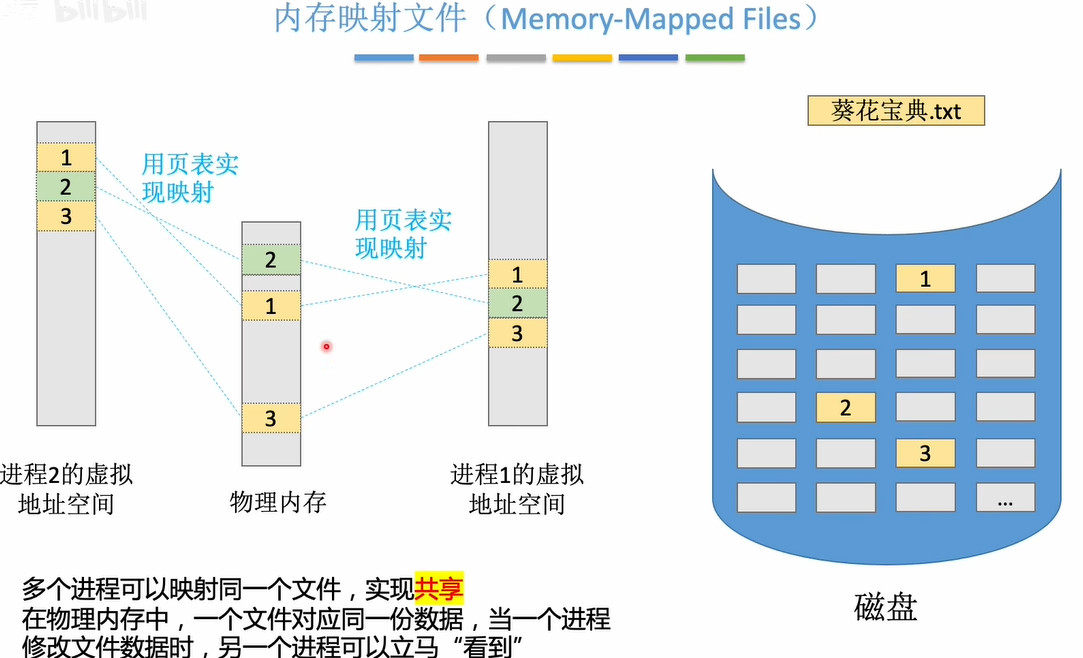 bilibili
内存映射文件（Memory-Mapped Files）
葵花宝典.txt
1
2
3
用页表实
现映射
2
1
3
用页表实
现映射
1
2
3
1
2
3
...
进程2的虚拟
地址空间
物理内存
进程1的虚拟
地址空间
磁盘
多个进程可以映射同一个文件，实现共享
在物理内存中，一个文件对应同一份数据，当一个进程
修改文件数据时，另一个进程可以立马“看到”